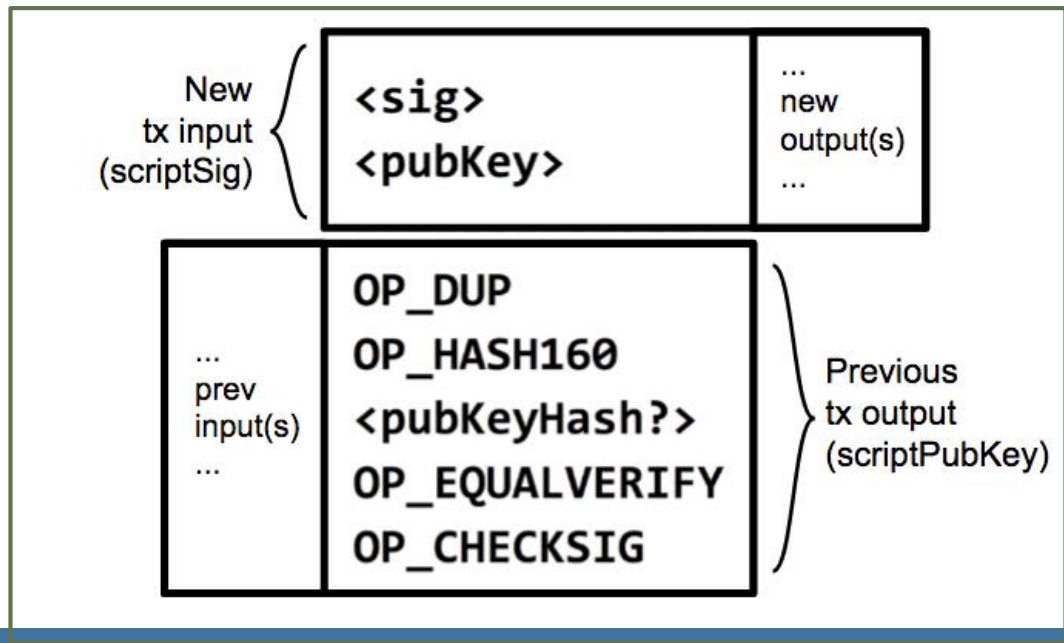 New
tx input
(scriptSig)
<sig>
<pubKey>
...
new
output(s)
...
...
prev
input(s)
...
OP_DUP
OP_HASH160
<pubKeyHash?>
OP_EQUALVERIFY
OP_CHECKSIG
Previous
tx output
(scriptPubKey)